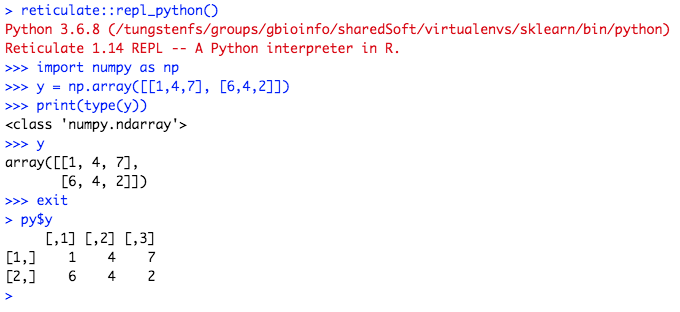 > reticulate::repl_python()
Python 3.6.8 (/tungstenfs/groups/gbioinfo/sharedSoft/virtualenvs/sklearn/bin/python)
Reticulate 1.14 REPL -- A Python interpreter in R.
>>> import numpy as np
>>> y = np.array([[1,4,7], [6,4,2]])
>>> print(type(y))
<class 'numpy.ndarray'>
>>> y
array([[1, 4, 7],
       [6, 4, 2]])
>>> exit
> py$y
     [,1] [,2] [,3]
[1,]    1    4    7
[2,]    6    4    2
>